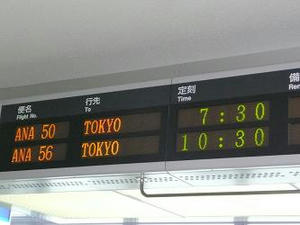 便名 行先 定刻 備
Flight No. To Time
ANA 50 TOKYO 7:30
ANA 56 TOKYO 10:30